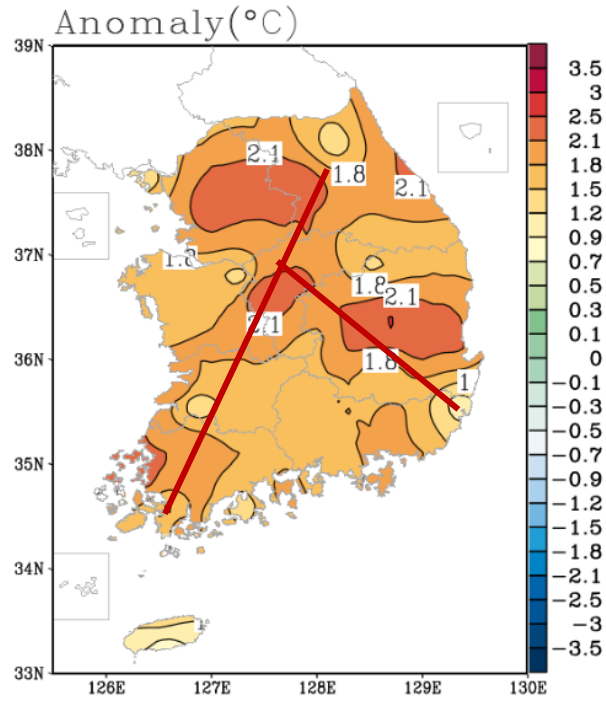 Anomaly(°C)
39N
38N
37N
36N
35N
34N
33N
126E
127E
128E
129E
130E
2.1
1.8
2.1
1.8
1.8
2.1
2.1
1.8
1
3.5
3
2.5
2.1
1.8
1.5
1.2
0.9
0.7
0.5
0.3
0.1
0
−0.1
−0.3
−0.5
−0.7
−0.9
−1.2
−1.5
−1.8
−2.1
−2.5
−3
−3.5